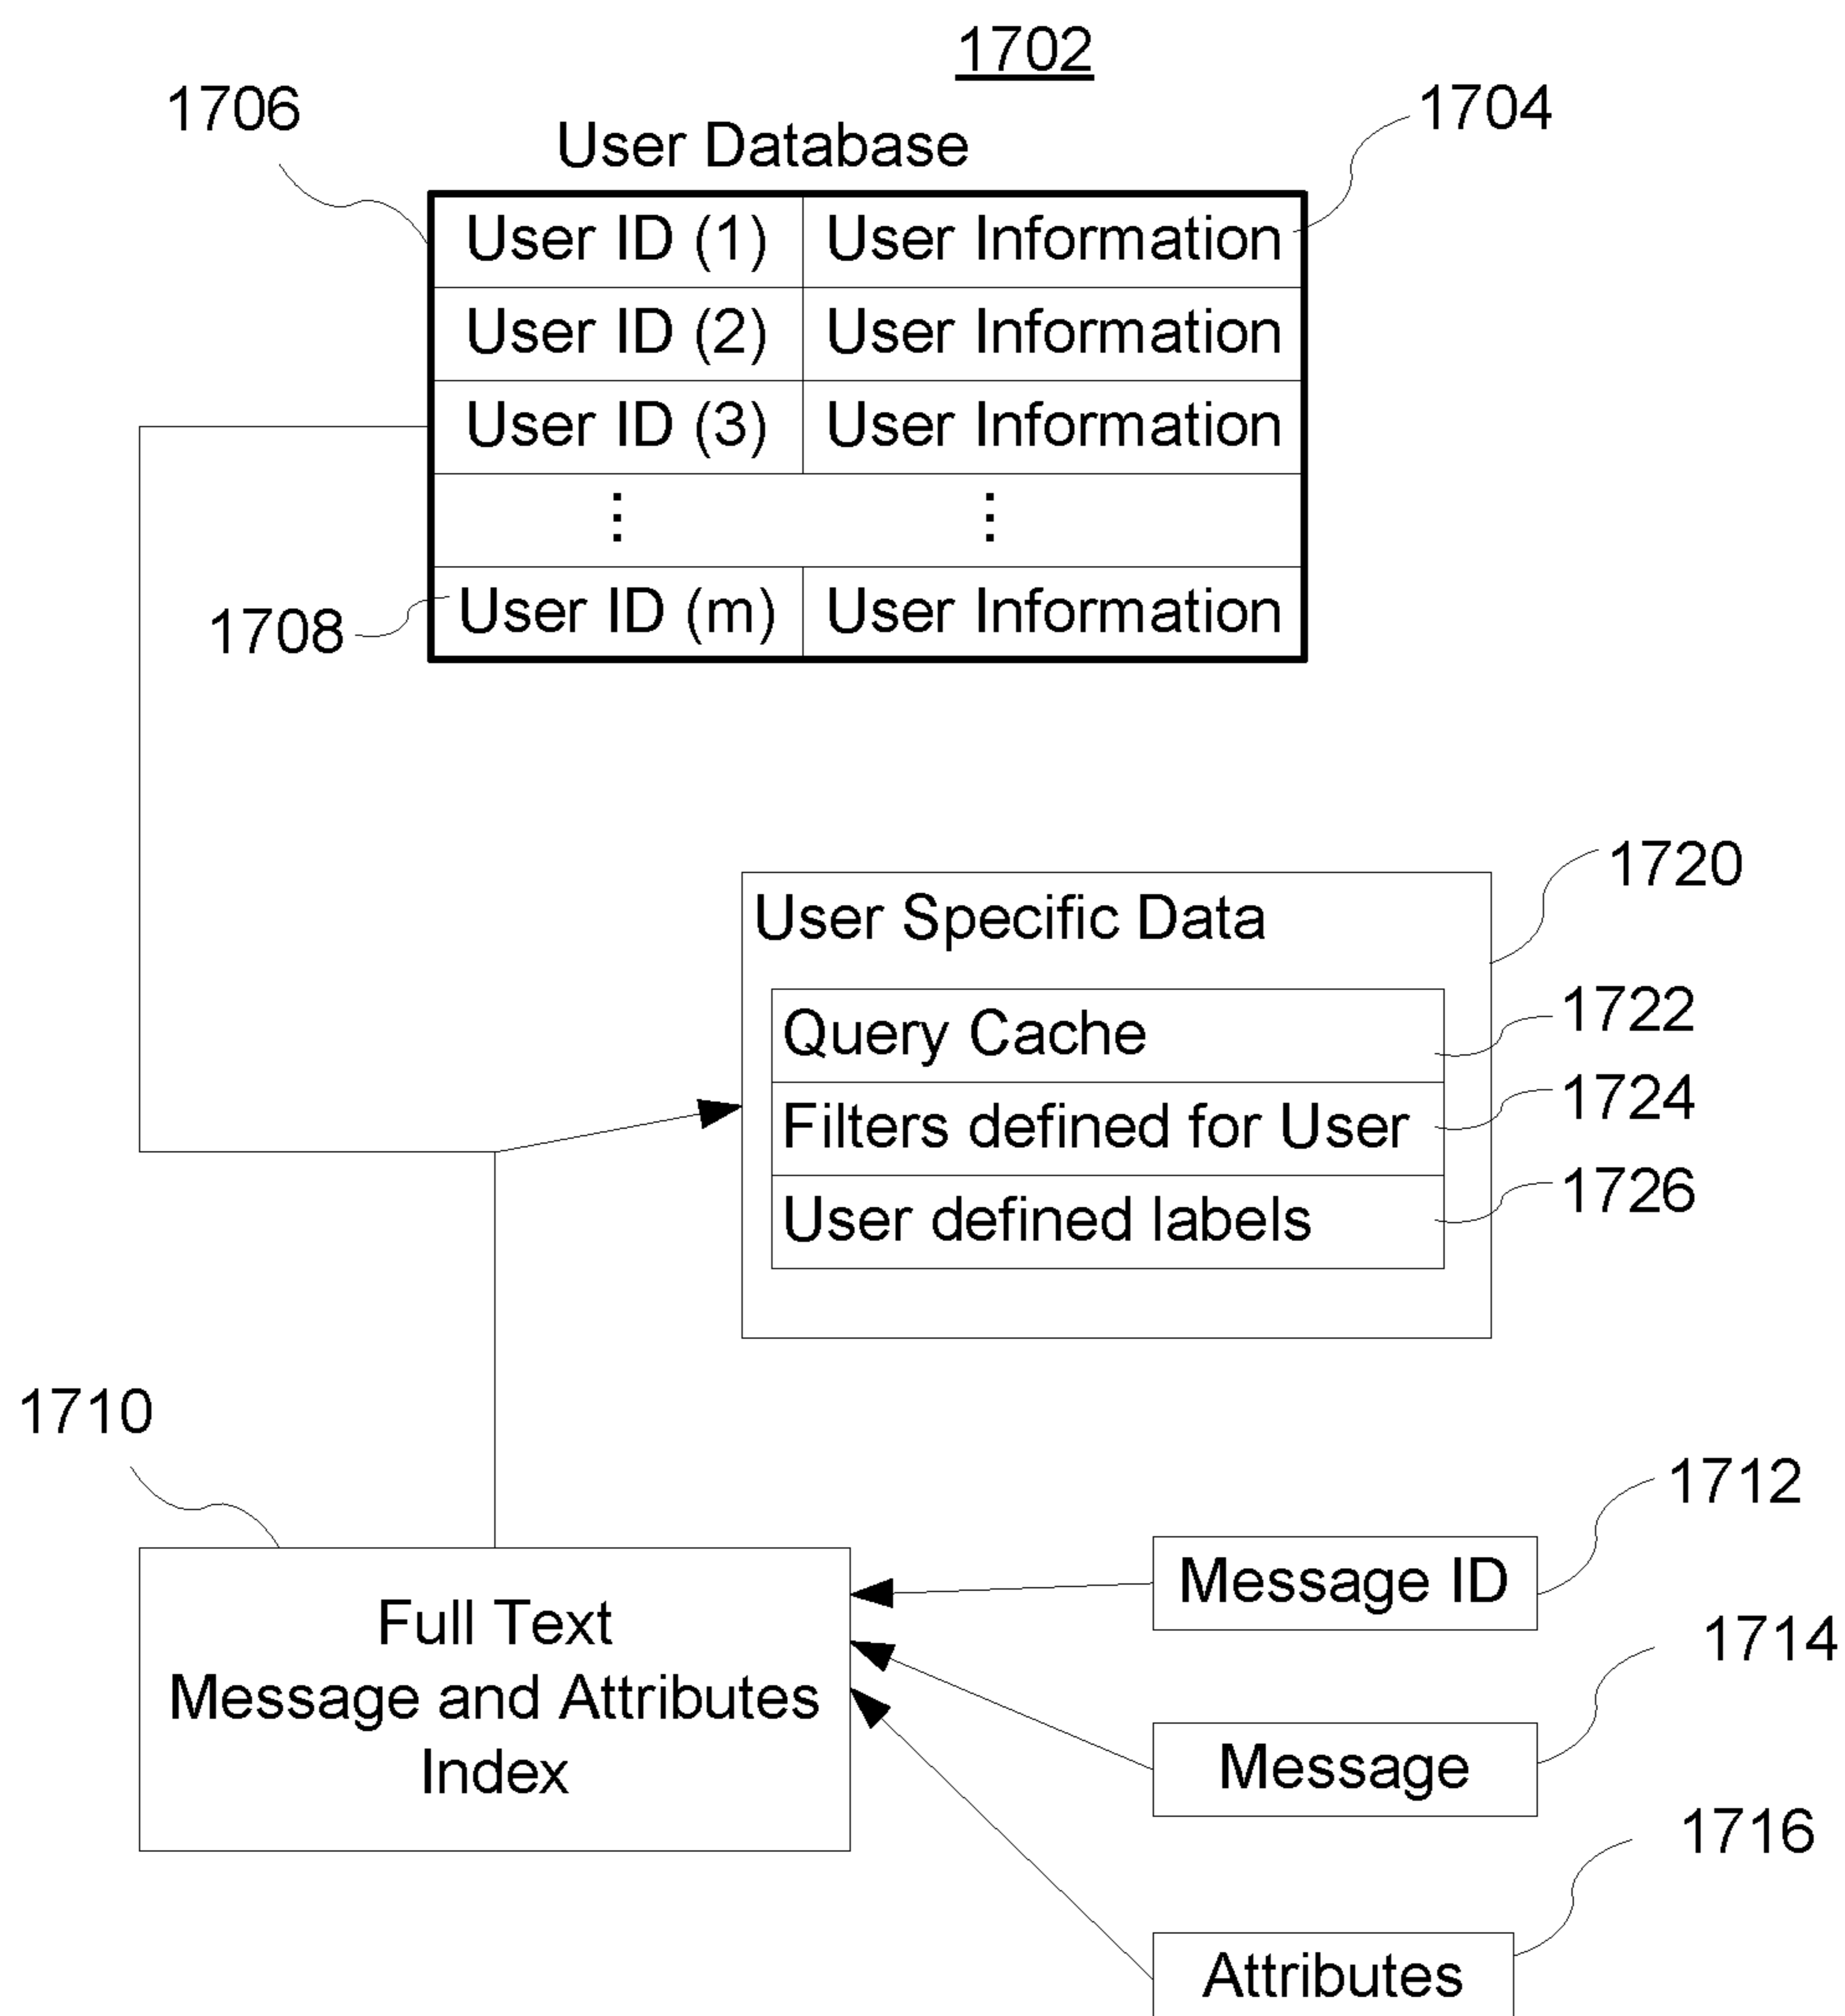 1702
1706
1704
User Database
User ID (1) User Information
User ID (2) User Information
User ID (3) User Information
⋮ ⋮
User ID (m) User Information
1708
1720
User Specific Data
Query Cache
1722
Filters defined for User
1724
User defined labels
1726
1710
Full Text
Message and Attributes
Index
1712
Message ID
1714
Message
1716
Attributes